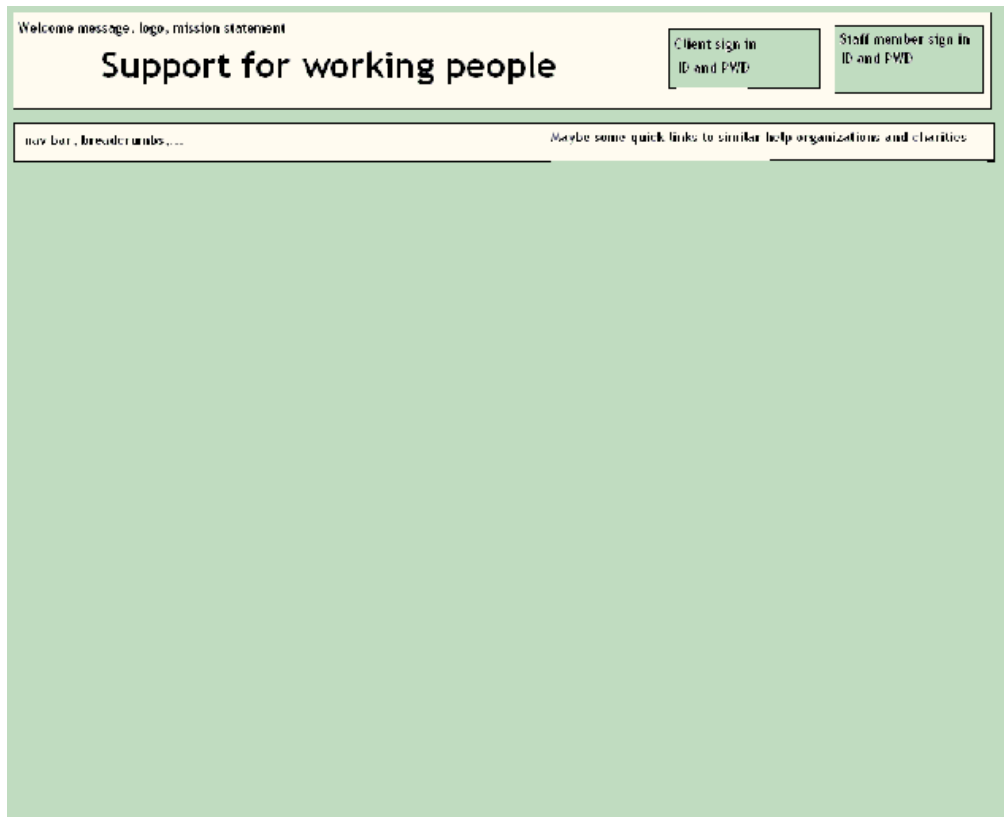 Welcome message, logo, mission statement
Support for working people
Client sign in
ID and PWD
Staff member sign in
ID and PWD
nav bar, breadcrumbs,...
Maybe some quick links to similar help organizations and charities